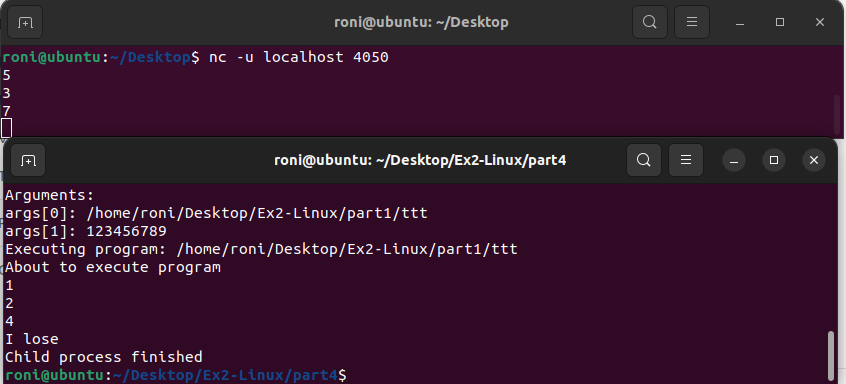 roni@ubuntu: ~/Desktop
roni@ubuntu:~/Desktop$ nc -u localhost 4050
5
3
7
roni@ubuntu: ~/Desktop/Ex2-Linux/part4
Arguments:
args[0]: /home/roni/Desktop/Ex2-Linux/part1/ttt
args[1]: 123456789
Executing program: /home/roni/Desktop/Ex2-Linux/part1/ttt
About to execute program
1
2
4
I lose
Child process finished
roni@ubuntu:~/Desktop/Ex2-Linux/part4$